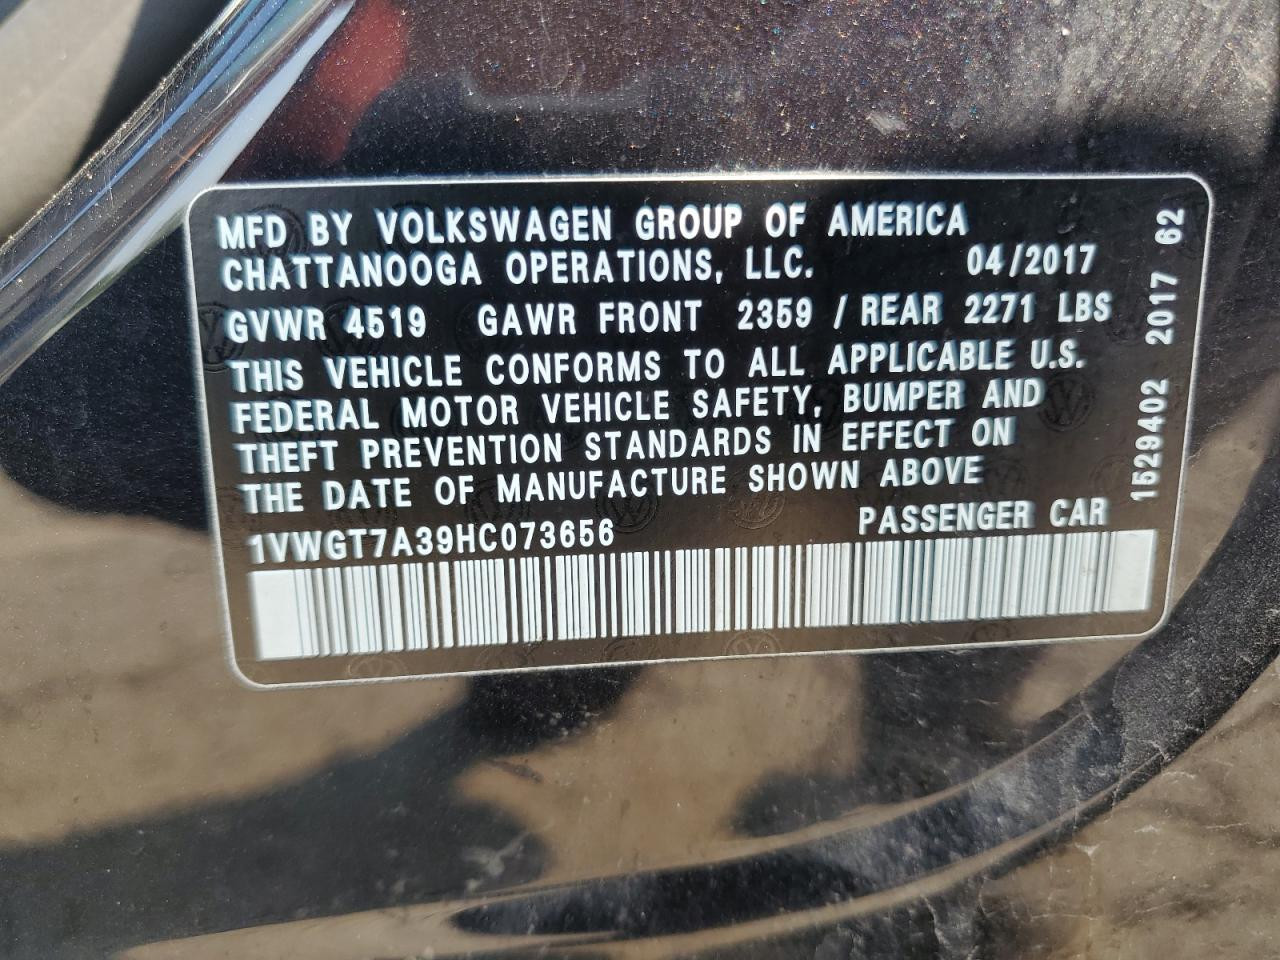 MFD BY VOLKSWAGEN GROUP OF AMERICA
CHATTANOOGA OPERATIONS, LLC. 04/2017
GVWR 4519 GAWR FRONT 2359 / REAR 2271 LBS
THIS VEHICLE CONFORMS TO ALL APPLICABLE U.S.
FEDERAL MOTOR VEHICLE SAFETY, BUMPER AND
THEFT PREVENTION STANDARDS IN EFFECT ON
THE DATE OF MANUFACTURE SHOWN ABOVE
1VWGT7A39HC073656 PASSENGER CAR
1529402 2017 62